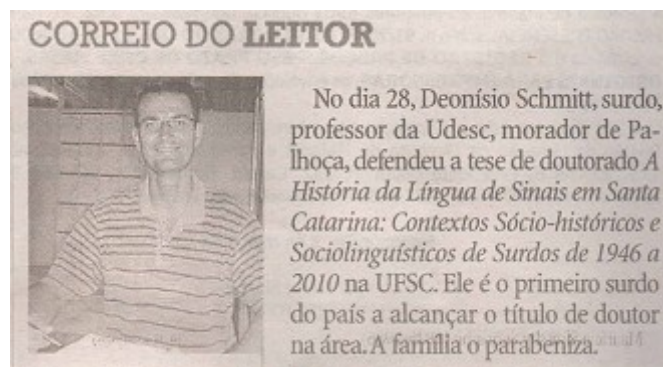 CORREIO DO LEITOR
No dia 28, Deonísio Schmitt, surdo,
professor da Udesc, morador de Pa-
lhoça, defendeu a tese de doutorado A
História da Língua de Sinais em Santa
Catarina: Contextos Sócio-históricos e
Sociolinguísticos de Surdos de 1946 a
2010 na UFSC. Ele é o primeiro surdo
do país a alcançar o título de doutor
na área. A família o parabeniza.